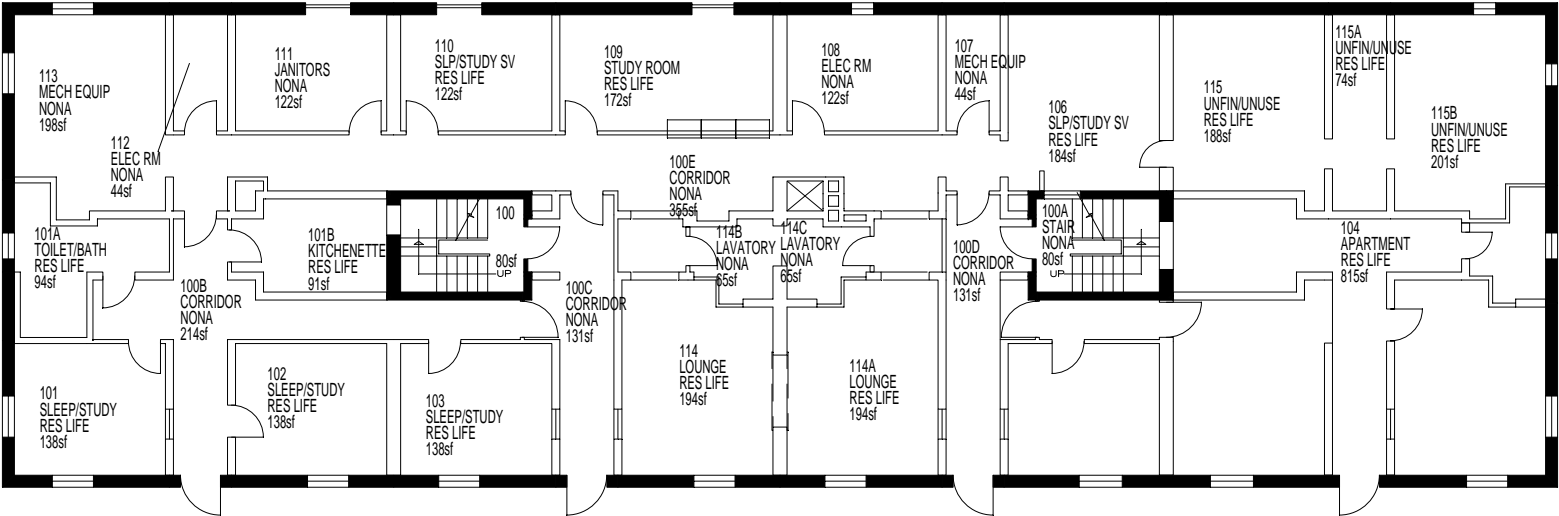 113
MECH EQUIP
NONA
198sf
112
ELEC RM
NONA
44sf
111
JANITORS
NONA
122sf
110
SLP/STUDY SV
RES LIFE
122sf
109
STUDY ROOM
RES LIFE
172sf
108
ELEC RM
NONA
122sf
107
MECH EQUIP
NONA
44sf
106
SLP/STUDY SV
RES LIFE
184sf
115
UNFIN/UNUSE
RES LIFE
188sf
115A
UNFIN/UNUSE
RES LIFE
74sf
115B
UNFIN/UNUSE
RES LIFE
201sf
100E
CORRIDOR
NONA
355sf
101A
TOILET/BATH
RES LIFE
94sf
101B
KITCHENETTE
RES LIFE
91sf
100
80sf
UP
114B
LAVATORY
NONA
65sf
114C
LAVATORY
NONA
65sf
100D
CORRIDOR
NONA
131sf
100A
STAIR
NONA
80sf
UP
104
APARTMENT
RES LIFE
815sf
100B
CORRIDOR
NONA
214sf
100C
CORRIDOR
NONA
131sf
101
SLEEP/STUDY
RES LIFE
138sf
102
SLEEP/STUDY
RES LIFE
138sf
103
SLEEP/STUDY
RES LIFE
138sf
114
LOUNGE
RES LIFE
194sf
114A
LOUNGE
RES LIFE
194sf